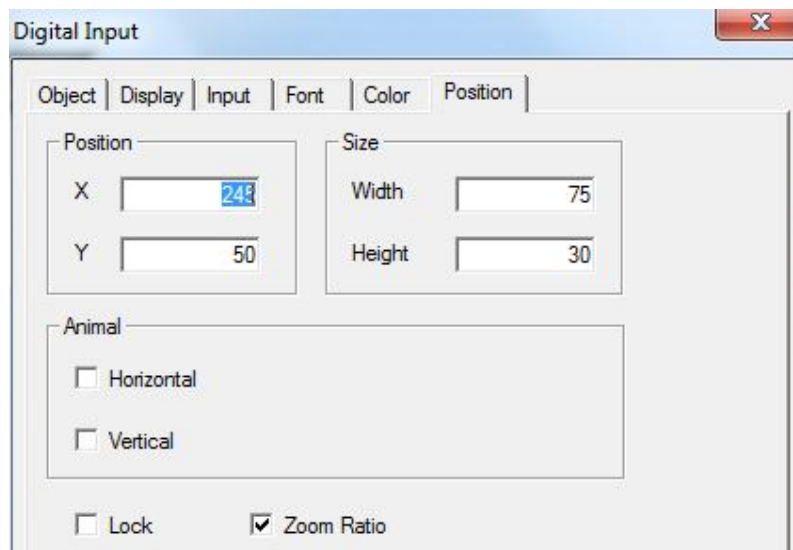 Digital Input
Object Display Input Font Color Position
Position Size
X 245 Width 75
Y 50 Height 30
Animal
Horizontal
Vertical
Lock Zoom Ratio